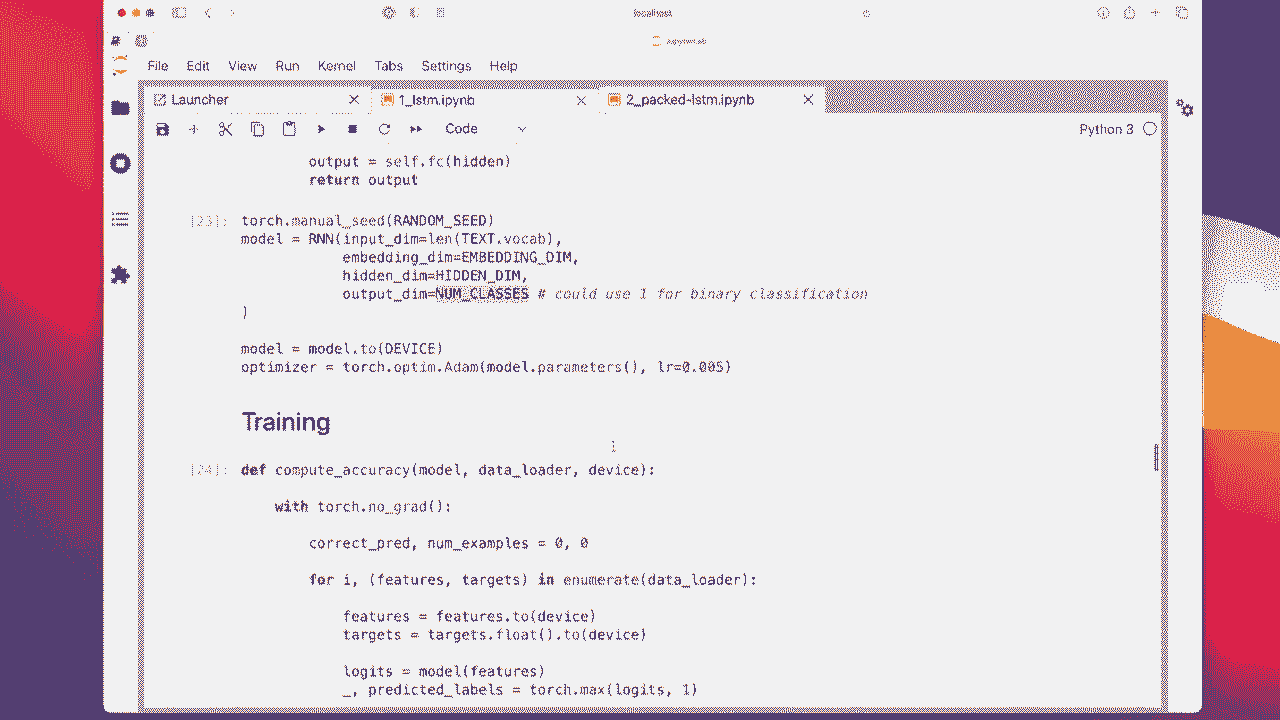 localhost
JupyterLab
File Edit View Run Kernel Tabs Settings Help
Launcher 1_lstm.ipynb 2_packed-lstm.ipynb
Code Python 3
output = self.fc(hidden)
return output
[23]: torch.manual_seed(RANDOM_SEED)
model = RNN(input_dim=len(TEXT.vocab),
embedding_dim=EMBEDDING_DIM,
hidden_dim=HIDDEN_DIM,
output_dim=NUM_CLASSES # could use 1 for binary classification
)
model = model.to(DEVICE)
optimizer = torch.optim.Adam(model.parameters(), lr=0.005)
Training
[24]: def compute_accuracy(model, data_loader, device):
with torch.no_grad():
correct_pred, num_examples = 0, 0
for i, (features, targets) in enumerate(data_loader):
features = features.to(device)
targets = targets.float().to(device)
logits = model(features)
_, predicted_labels = torch.max(logits, 1)